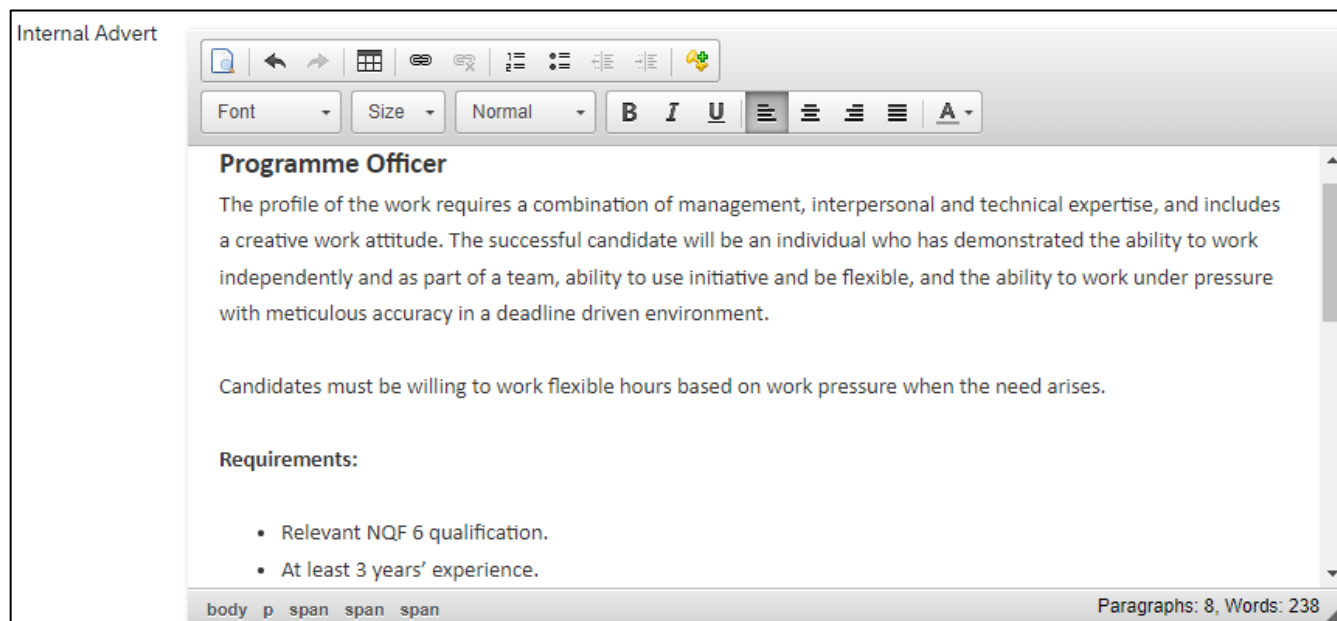 Internal Advert
Font Size Normal B I U A
Programme Officer
The profile of the work requires a combination of management, interpersonal and technical expertise, and includes
a creative work attitude. The successful candidate will be an individual who has demonstrated the ability to work
independently and as part of a team, ability to use initiative and be flexible, and the ability to work under pressure
with meticulous accuracy in a deadline driven environment.
Candidates must be willing to work flexible hours based on work pressure when the need arises.
Requirements:
• Relevant NQF 6 qualification.
• At least 3 years’ experience.
body p span span span Paragraphs: 8, Words: 238